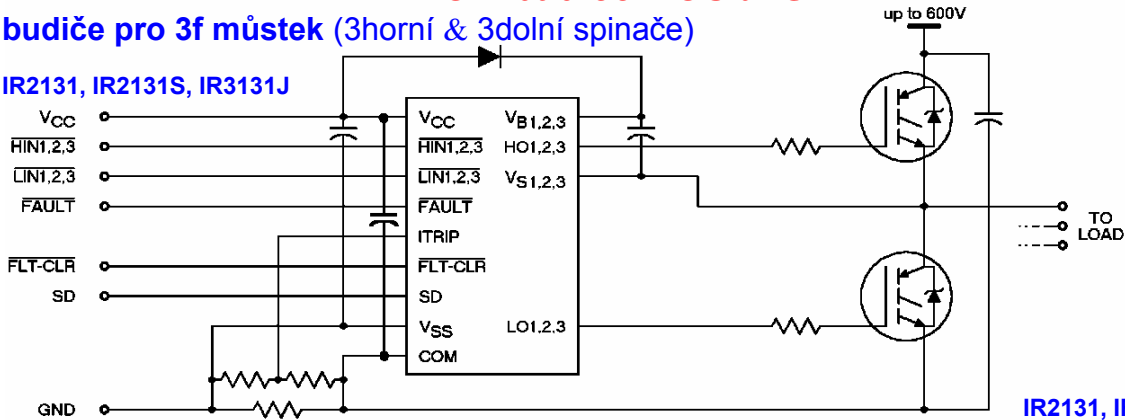 budiče pro 3f můstek (3horní & 3dolní spinače)
up to 600V
IR2131, IR2131S, IR3131J
VCC
HIN1,2,3
LIN1,2,3
FAULT
FLT-CLR
SD
GND
VCC
HIN1,2,3
LIN1,2,3
FAULT
ITRIP
FLT-CLR
SD
VSS
COM
VB1,2,3
HO1,2,3
VS1,2,3
LO1,2,3
TO
LOAD
IR2131,